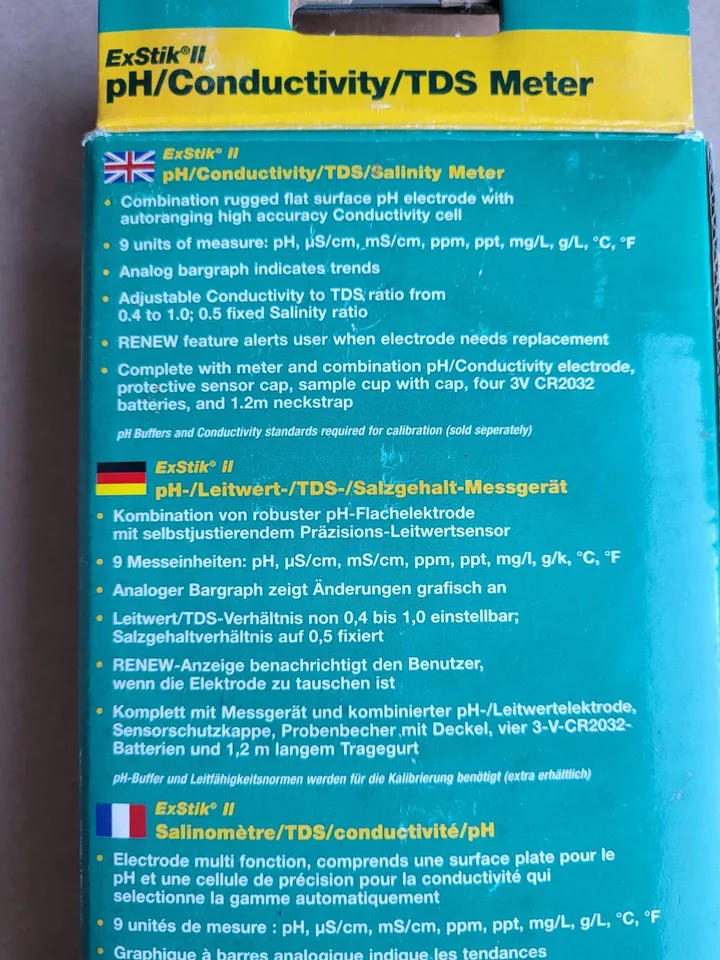 ExStik®II
pH/Conductivity/TDS Meter
ExStik® II
pH/Conductivity/TDS/Salinity Meter
• Combination rugged flat surface pH electrode with
autoranging high accuracy Conductivity cell
• 9 units of measure: pH, µS/cm, mS/cm, ppm, ppt, mg/L, g/L, °C, °F
• Analog bargraph indicates trends
• Adjustable Conductivity to TDS ratio from
0.4 to 1.0; 0.5 fixed Salinity ratio
• RENEW feature alerts user when electrode needs replacement
• Complete with meter and combination pH/Conductivity electrode,
protective sensor cap, sample cup with cap, four 3V CR2032
batteries, and 1.2m neckstrap
pH Buffers and Conductivity standards required for calibration (sold seperately)
ExStik® II
pH-/Leitwert-/TDS-/Salzgehalt-Messgerät
• Kombination von robuster pH-Flachelektrode
mit selbstjustierendem Präzisions-Leitwertsensor
• 9 Messeinheiten: pH, µS/cm, mS/cm, ppm, ppt, mg/l, g/k, °C, °F
• Analoger Bargraph zeigt Änderungen grafisch an
• Leitwert/TDS-Verhältnis non 0,4 bis 1,0 einstellbar;
Salzgehaltverhältnis auf 0,5 fixiert
• RENEW-Anzeige benachrichtigt den Benutzer,
wenn die Elektrode zu tauschen ist
• Komplett mit Messgerät und kombinierter pH-/Leitwertelektrode,
Sensorschutzkappe, Probenbecher mit Deckel, vier 3-V-CR2032-
Batterien und 1,2 m langem Tragegurt
pH-Buffer und Leitfähigkeitsnormen werden für die Kalibrierung benötigt (extra erhältlich)
ExStik® II
Salinomètre/TDS/conductivité/pH
• Electrode multi fonction, comprends une surface plate pour le
pH et une cellule de précision pour la conductivité qui
selectionne la gamme automatiquement
• 9 unités de mesure : pH, µS/cm, mS/cm, ppm, ppt, mg/L, g/L, °C, °F
• Graphique à barres analogique indique les tendances